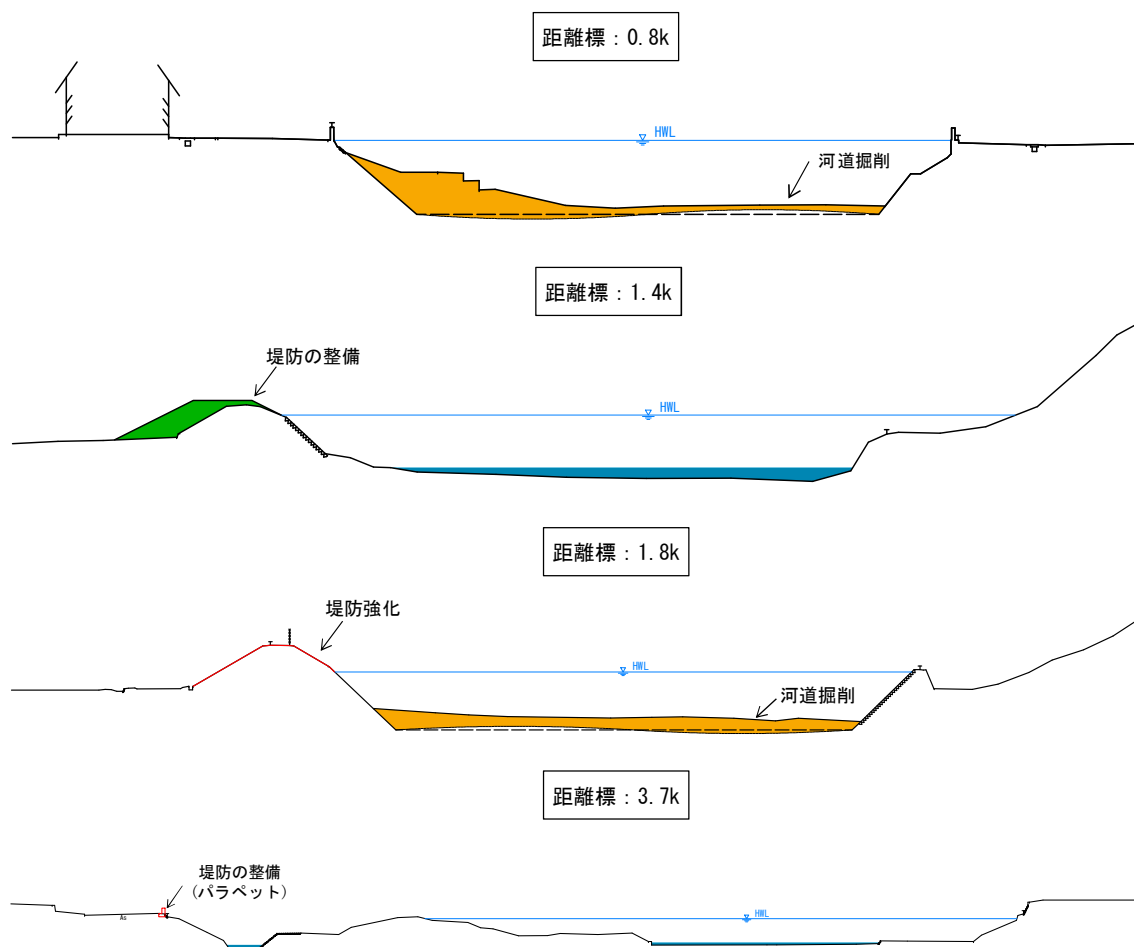 距離標：0.8k
HWL
河道掘削
距離標：1.4k
堤防の整備
HWL
距離標：1.8k
堤防強化
HWL
河道掘削
距離標：3.7k
堤防の整備
(パラペット)
As
HWL